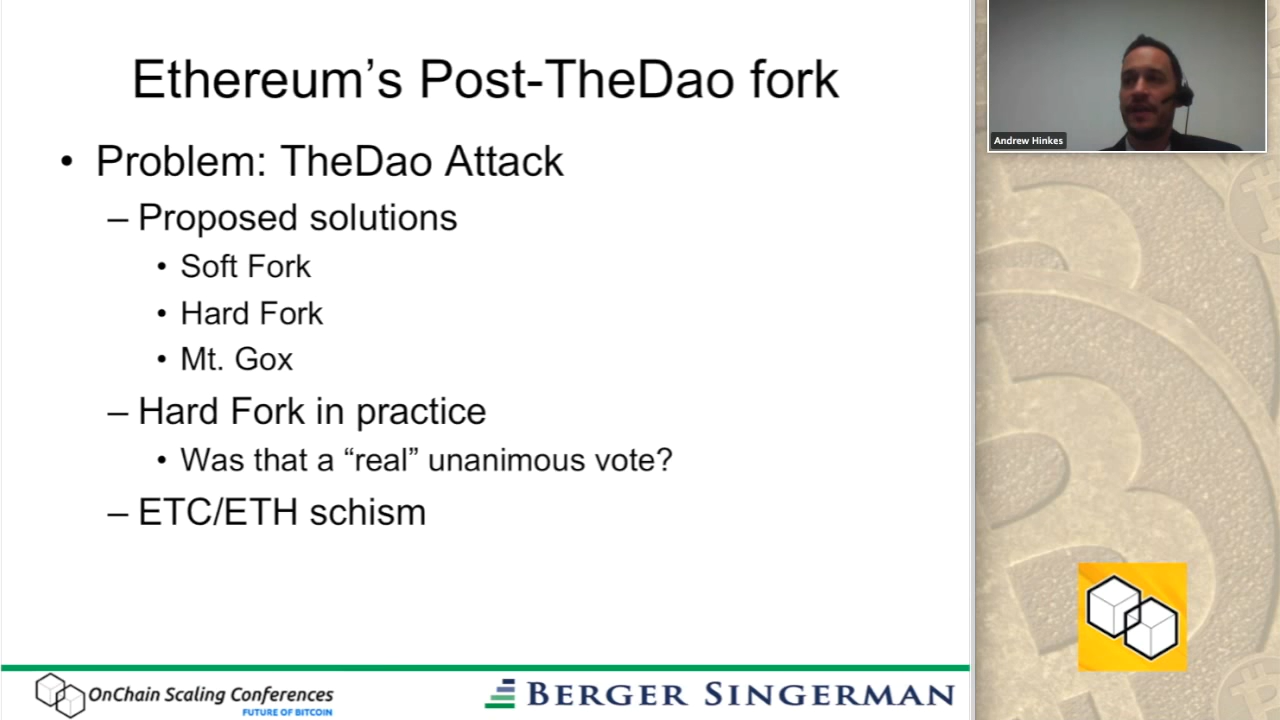 Ethereum’s Post-TheDao fork
• Problem: TheDao Attack
– Proposed solutions
• Soft Fork
• Hard Fork
• Mt. Gox
– Hard Fork in practice
• Was that a “real” unanimous vote?
– ETC/ETH schism
OnChain Scaling Conferences
FUTURE OF BITCOIN
BERGER SINGERMAN
Andrew Hinkes